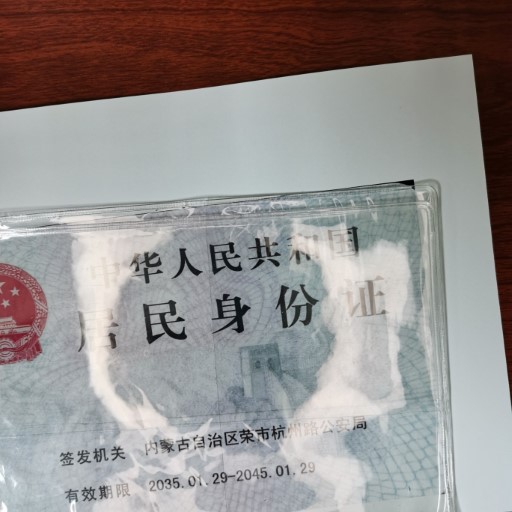 中华人民共和国
居民身份证
签发机关 内蒙古自治区荣市杭州路公安局
有效期限 2035.01.29-2045.01.29